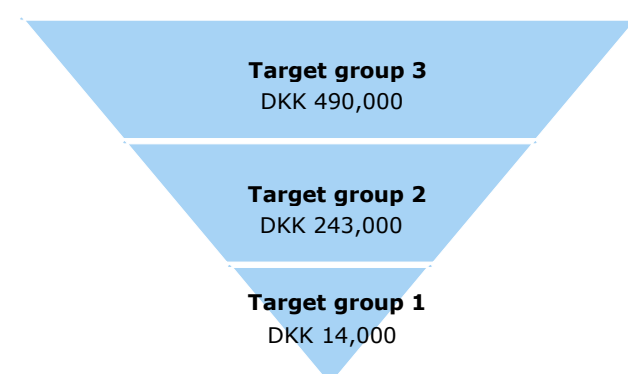 Target group 3
DKK 490,000
Target group 2
DKK 243,000
Target group 1
DKK 14,000